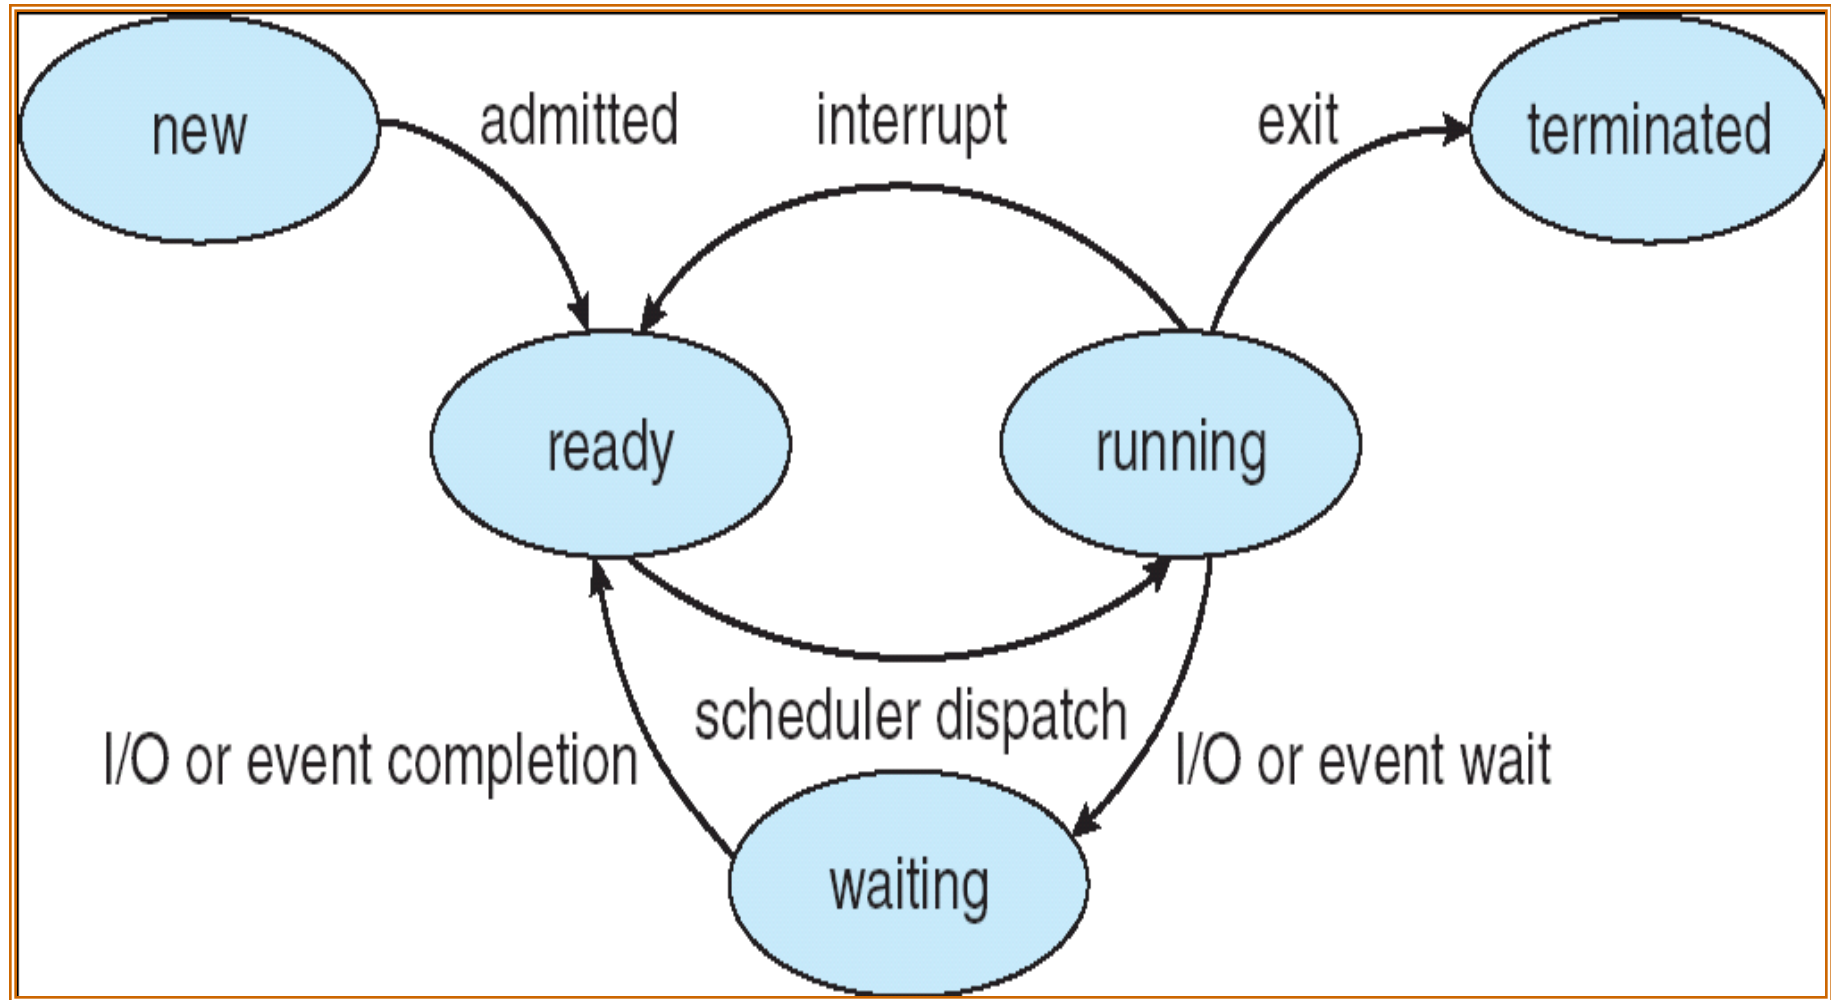 new
admitted
interrupt
exit
terminated
ready
running
scheduler dispatch
I/O or event completion
I/O or event wait
waiting